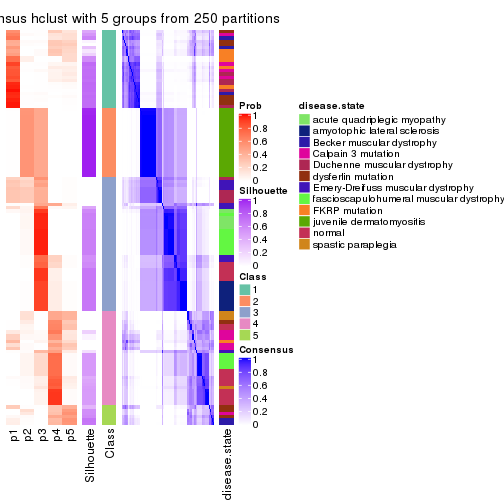 nsus hclust with 5 groups from 250 partitions
Prob
1
0.8
0.6
0.4
0.2
0
Silhouette
1
0.8
0.6
0.4
0.2
0
Class
1
2
3
4
5
Consensus
1
0.8
0.6
0.4
0.2
0
disease.state
acute quadriplegic myopathy
amyotophic lateral sclerosis
Becker muscular dystrophy
Calpain 3 mutation
Duchenne muscular dystrophy
dysferlin mutation
Emery-Dreifuss muscular dystrophy
fascioscapulohumeral muscular dystrophy
FKRP mutation
juvenile dermatomyositis
normal
spastic paraplegia
p1
p2
p3
p4
p5
Silhouette
Class
disease.state